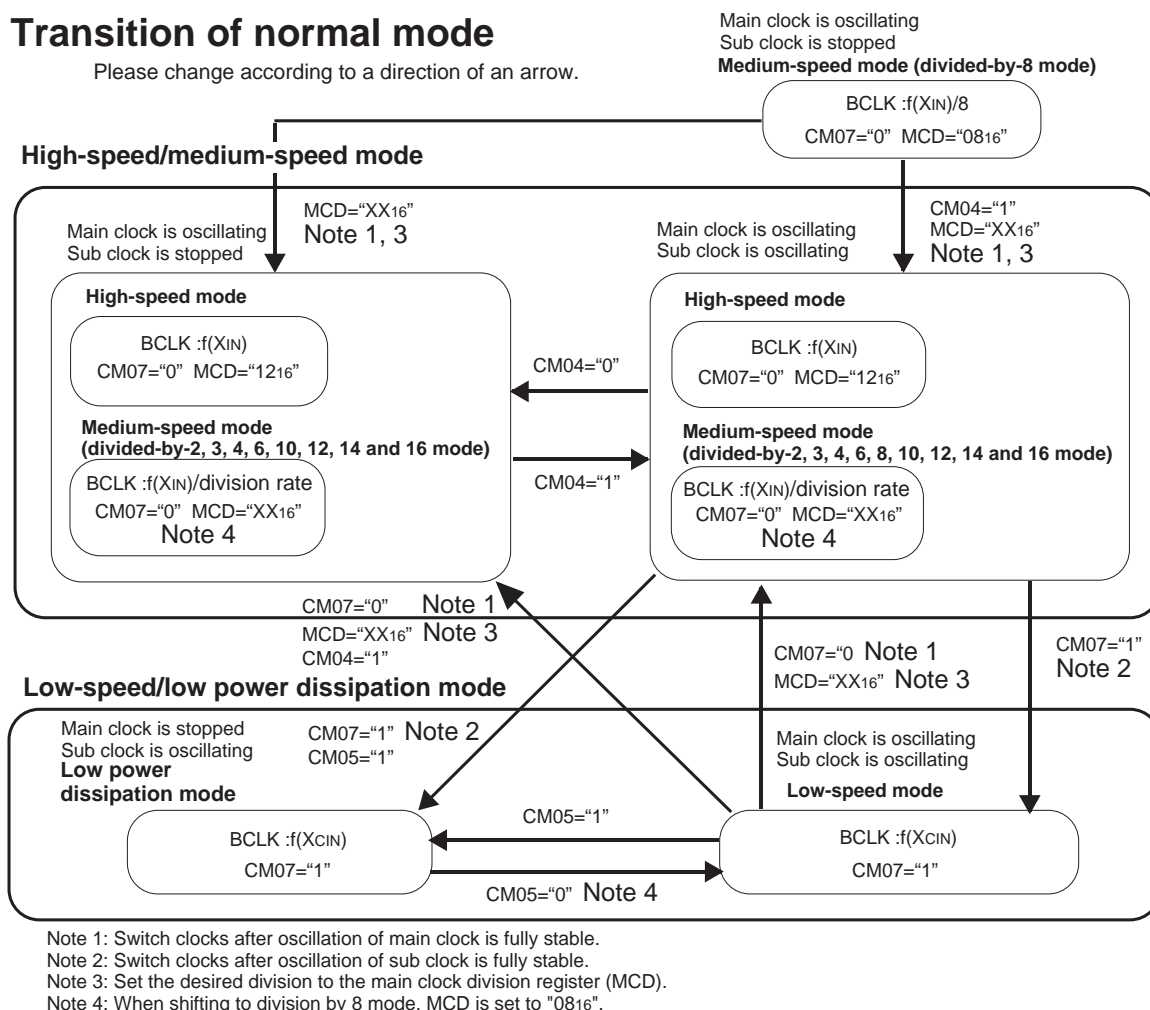 Transition of normal mode
Please change according to a direction of an arrow.
Main clock is oscillating
Sub clock is stopped
Medium-speed mode (divided-by-8 mode)
BCLK :f(XIN)/8
CM07=“0” MCD=“0816”
High-speed/medium-speed mode
MCD=“XX16”
Note 1, 3
Main clock is oscillating
Sub clock is stopped
CM04=“1”
MCD=“XX16”
Note 1, 3
Main clock is oscillating
Sub clock is oscillating
High-speed mode
BCLK :f(XIN)
CM07=“0” MCD=“1216”
Medium-speed mode
(divided-by-2, 3, 4, 6, 10, 12, 14 and 16 mode)
BCLK :f(XIN)/division rate
CM07=“0” MCD=“XX16”
Note 4
CM04=“0”
CM04=“1”
High-speed mode
BCLK :f(XIN)
CM07=“0” MCD=“1216”
Medium-speed mode
(divided-by-2, 3, 4, 6, 8, 10, 12, 14 and 16 mode)
BCLK :f(XIN)/division rate
CM07=“0” MCD=“XX16”
Note 4
CM07=“0” Note 1
MCD=“XX16” Note 3
CM04=“1”
CM07=“0 Note 1
MCD=“XX16” Note 3
CM07=“1”
Note 2
Low-speed/low power dissipation mode
Main clock is stopped
Sub clock is oscillating
Low power
dissipation mode
CM07=“1” Note 2
CM05=“1”
Main clock is oscillating
Sub clock is oscillating
Low-speed mode
BCLK :f(XCIN)
CM07=“1”
CM05=“1”
CM05=“0” Note 4
BCLK :f(XCIN)
CM07=“1”
Note 1: Switch clocks after oscillation of main clock is fully stable.
Note 2: Switch clocks after oscillation of sub clock is fully stable.
Note 3: Set the desired division to the main clock division register (MCD).
Note 4: When shifting to division by 8 mode, MCD is set to "0816".